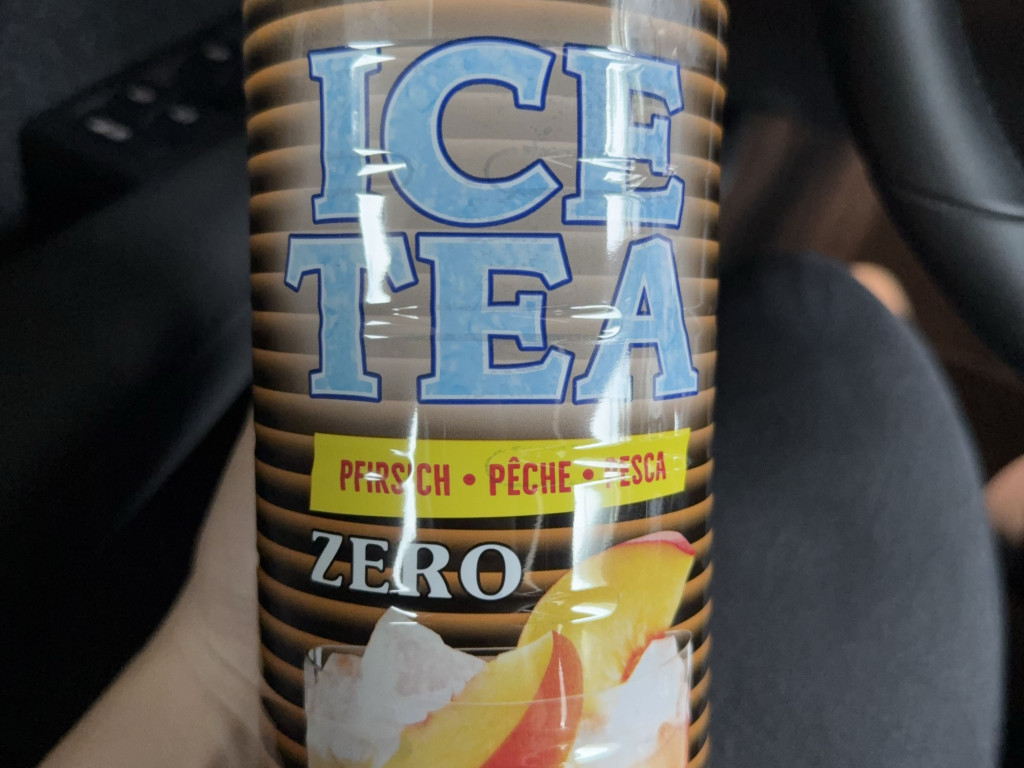 ICE
TEA
PFIRSICH • PÊCHE • PESCA
ZERO